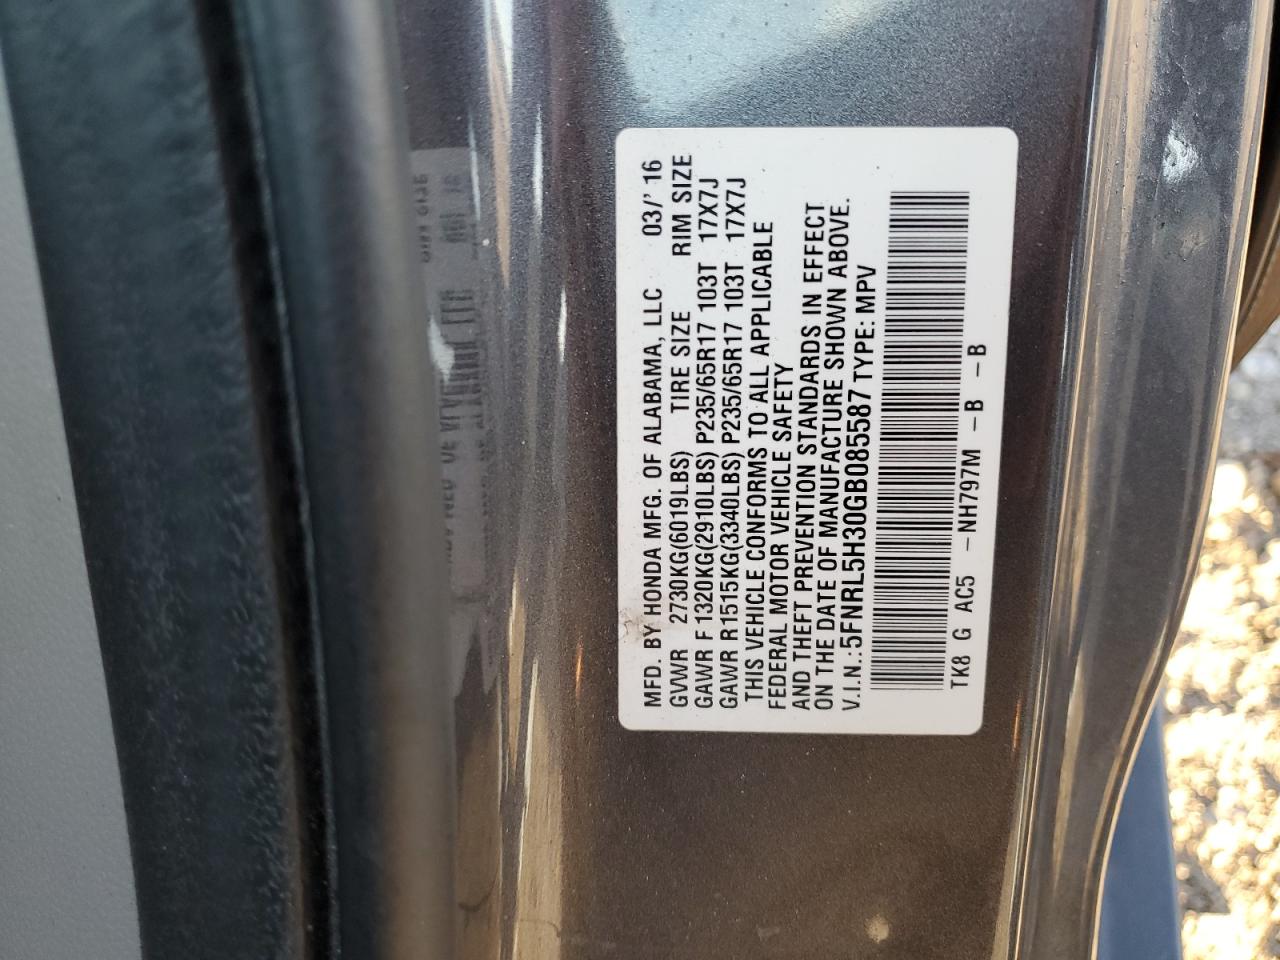 MFD. BY HONDA MFG. OF ALABAMA, LLC 03/' 16
GVWR 2730KG(6019LBS) TIRE SIZE RIM SIZE
GAWR F 1320KG(2910LBS) P235/65R17 103T 17X7J
GAWR R1515KG(3340LBS) P235/65R17 103T 17X7J
THIS VEHICLE CONFORMS TO ALL APPLICABLE
FEDERAL MOTOR VEHICLE SAFETY
AND THEFT PREVENTION STANDARDS IN EFFECT
ON THE DATE OF MANUFACTURE SHOWN ABOVE.
V.I.N.:5FNRL5H30GB085587 TYPE: MPV
TK8 G AC5 -NH797M -B -B